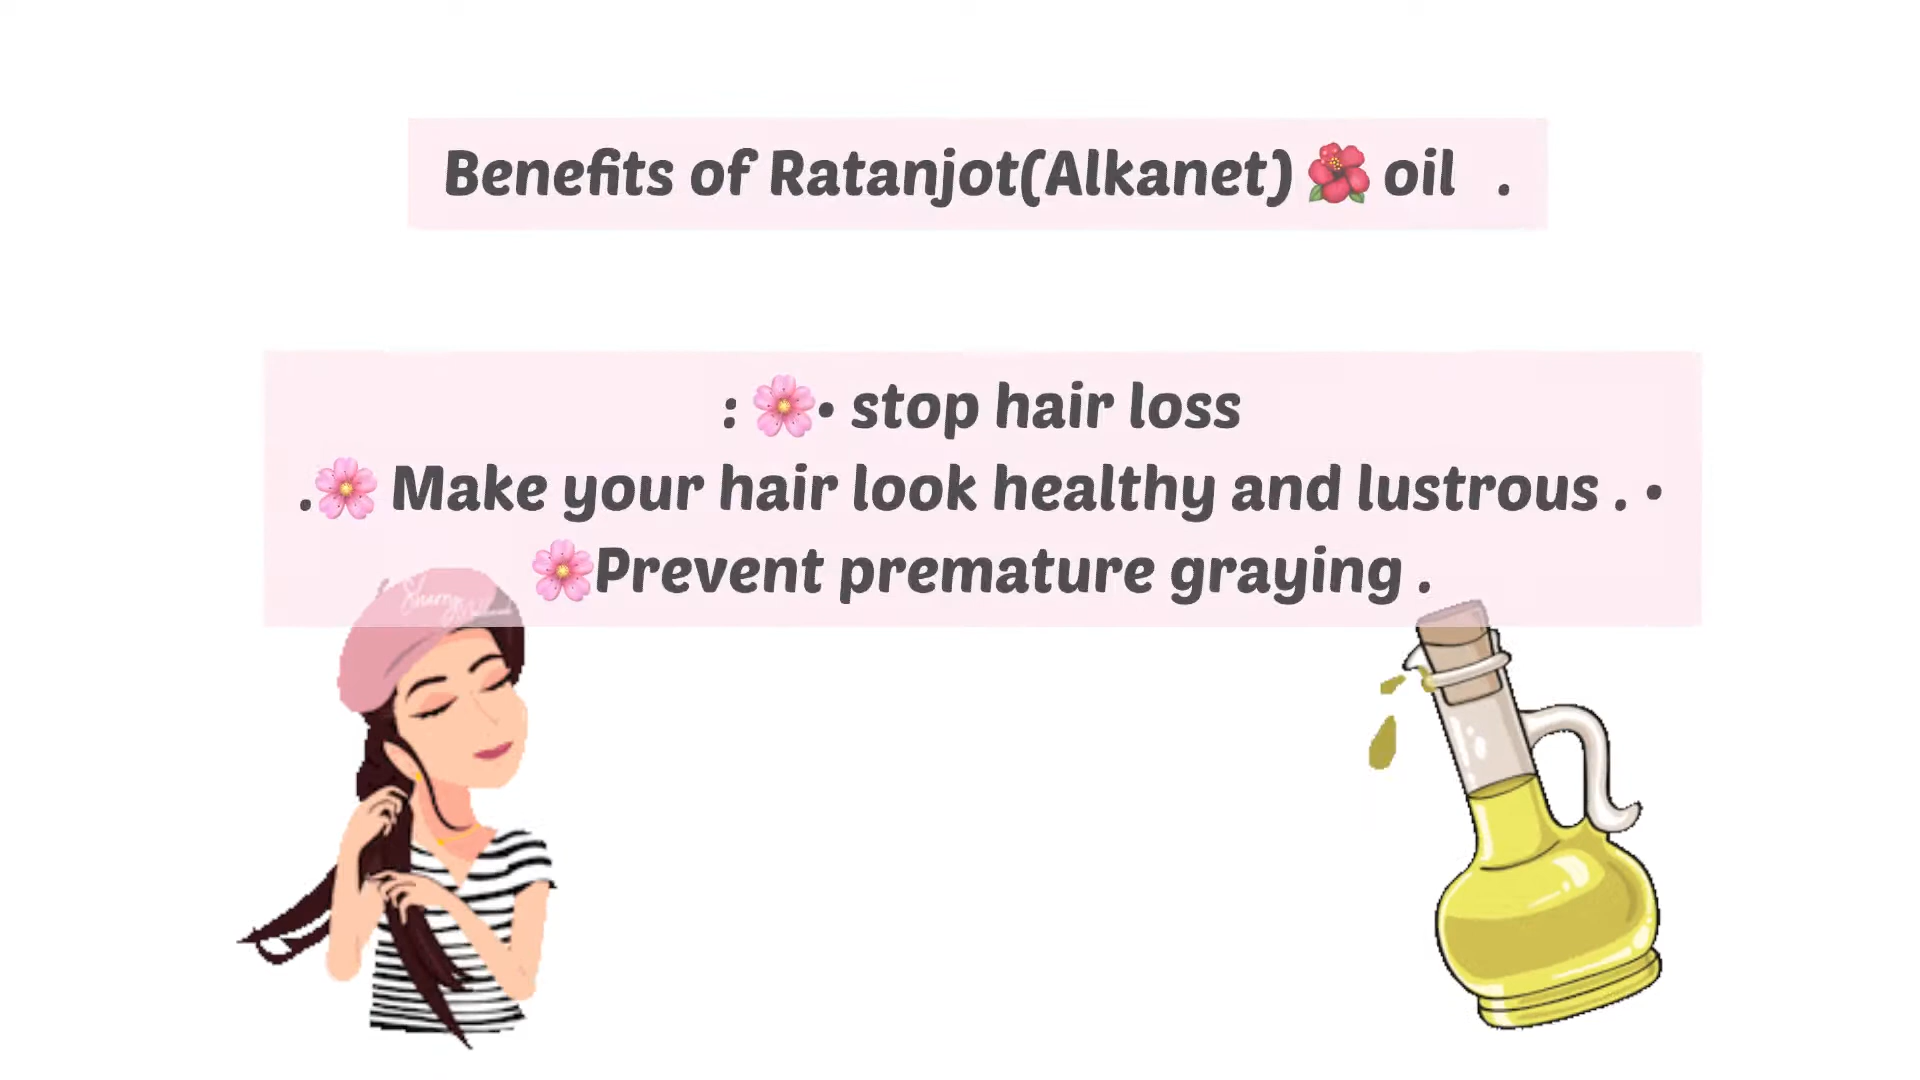 Benefits of Ratanjot(Alkanet) 🌺 oil .
: 🌸• stop hair loss
.🌸 Make your hair look healthy and lustrous . •
🌸Prevent premature graying .